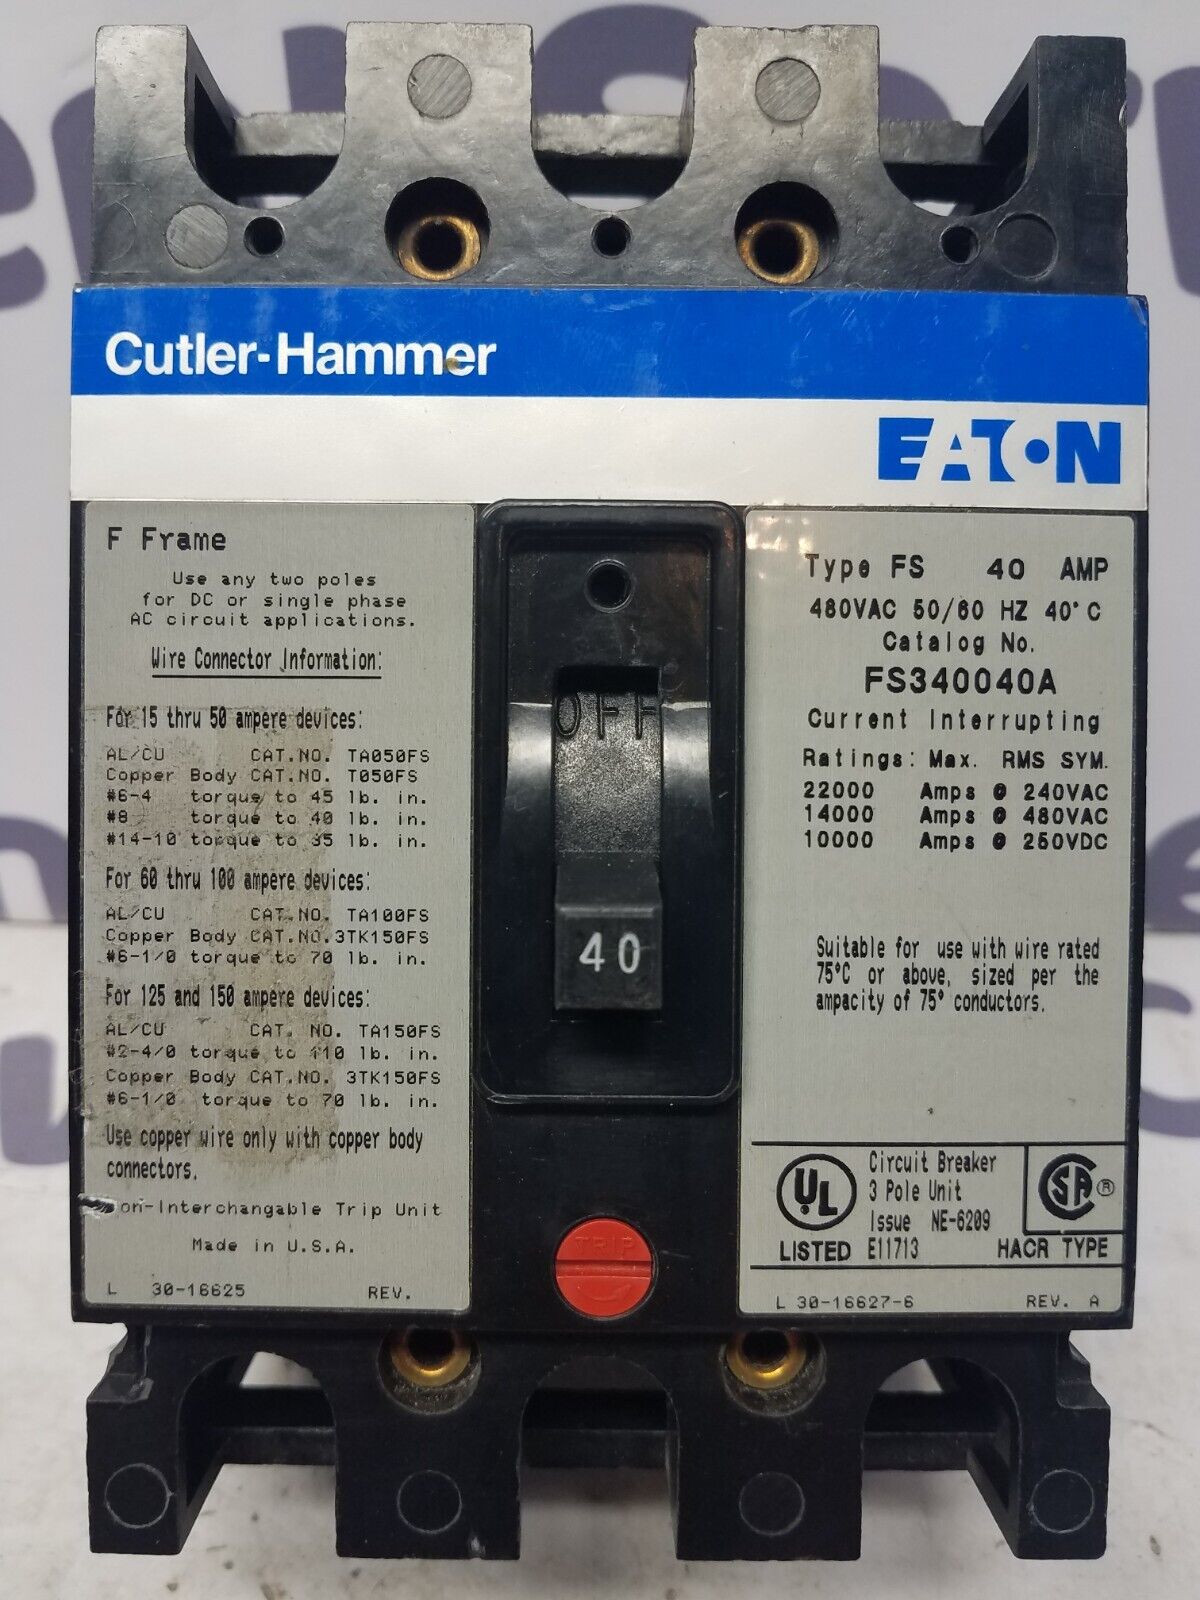 Cutler-Hammer
EATON
F Frame
Use any two poles
for DC or single phase
AC circuit applications.
Wire Connector Information:
For 15 thru 50 ampere devices:
AL/CU CAT.NO. TA050FS
Copper Body CAT.NO. T050FS
#6-4 torque to 45 lb. in.
#8 torque to 40 lb. in.
#14-10 torque to 35 lb. in.
For 60 thru 100 ampere devices:
AL/CU CAT.NO. TA100FS
Copper Body CAT.NO.3TK150FS
#6-1/0 torque to 70 lb. in.
For 125 and 150 ampere devices:
AL/CU CAT. NO. TA150FS
#2-4/0 torque to 110 lb. in.
Copper Body CAT.NO. 3TK150FS
#6-1/0 torque to 70 lb. in.
Use copper wire only with copper body
connectors.
on-Interchangable Trip Unit
Made in U.S.A.
L 30-16625 REV.
OFF
40
TRIP
Type FS 40 AMP
480VAC 50/60 HZ 40°C
Catalog No.
FS340040A
Current Interrupting
Ratings: Max. RMS SYM.
22000 Amps @ 240VAC
14000 Amps @ 480VAC
10000 Amps @ 250VDC
Suitable for use with wire rated
75°C or above, sized per the
ampacity of 75° conductors.
UL
LISTED
Circuit Breaker
3 Pole Unit
Issue NE-6209
E11713
SA ®
HACR TYPE
L 30-16627-6 REV. A